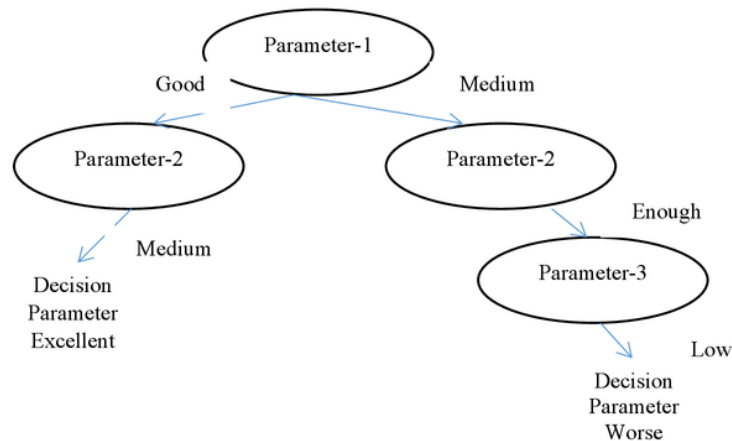 Parameter-1
Good
Medium
Parameter-2
Parameter-2
Medium
Enough
Decision
Parameter
Excellent
Parameter-3
Low
Decision
Parameter
Worse